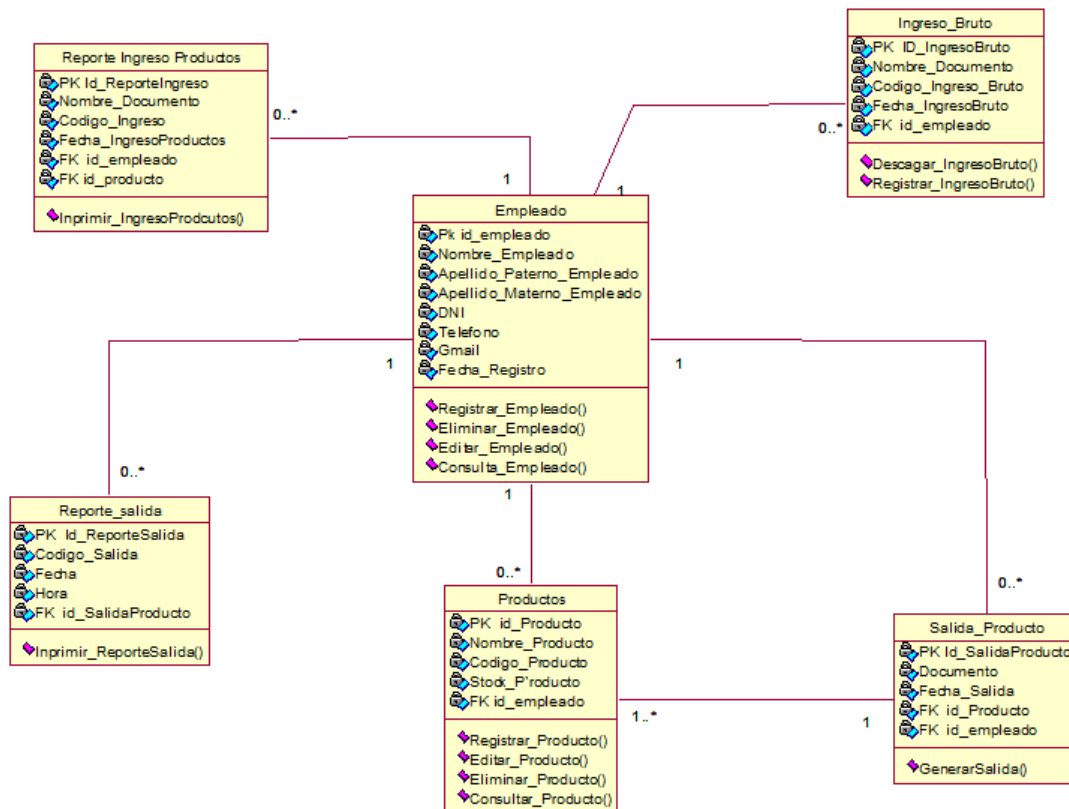 Reporte Ingreso Productos
PK Id_ReporteIngreso
Nombre_Documento
Codigo_Ingreso
Fecha_IngresoProductos
FK id_empleado
FK id_producto
Inprimir_IngresoProdcutos()
0..*
1
Ingreso_Bruto
PK ID_IngresoBruto
Nombre_Documento
Codigo_Ingreso_Bruto
Fecha_IngresoBruto
FK id_empleado
Descagar_IngresoBruto()
Registrar_IngresoBruto()
0..*
1
Empleado
Pk id_empleado
Nombre_Empleado
Apellido_Paterno_Empleado
Apellido_Materno_Empleado
DNI
Telefono
Gmail
Fecha_Registro
Registrar_Empleado()
Eliminar_Empleado()
Editar_Empleado()
Consulta_Empleado()
1
1
1
0..*
0..*
0..*
Reporte_salida
PK Id_ReporteSalida
Codigo_Salida
Fecha
Hora
FK id_SalidaProducto
Inprimir_ReporteSalida()
Productos
PK id_Producto
Nombre_Producto
Codigo_Producto
Stock_P`roducto
FK id_empleado
Registrar_Producto()
Editar_Producto()
Eliminar_Producto()
Consultar_Producto()
1..*
1
Salida_Producto
PK Id_SalidaProducto
Documento
Fecha_Salida
FK id_Producto
FK id_empleado
GenerarSalida()